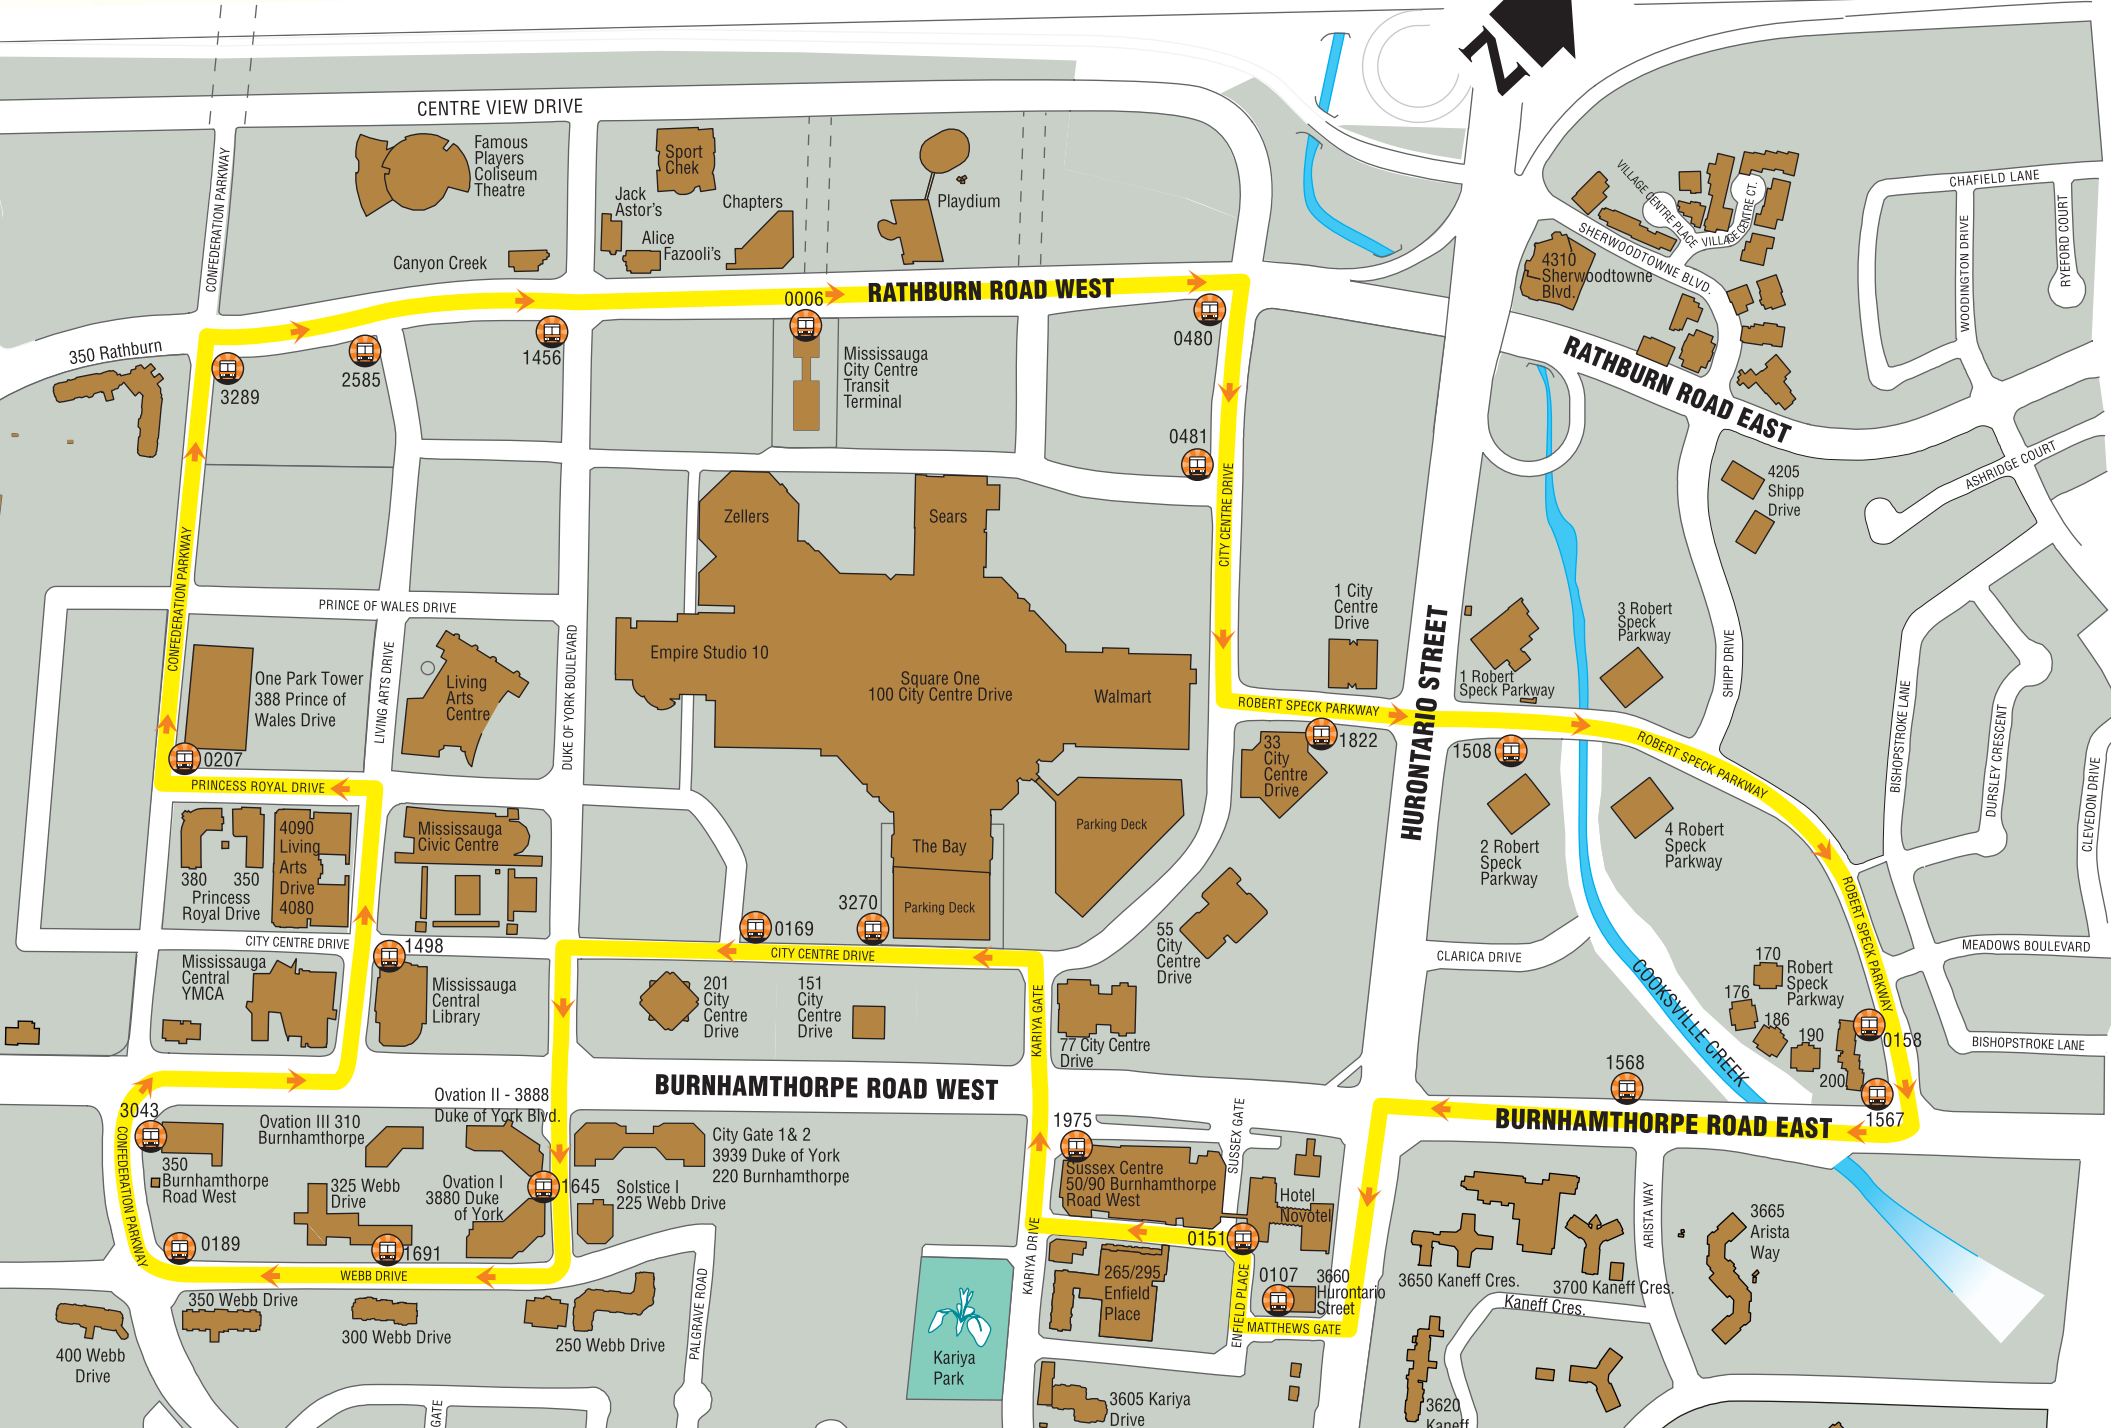 N
CENTRE VIEW DRIVE
CONFEDERATION PARKWAY
Famous
Players
Coliseum
Theatre
Canyon Creek
Sport
Chek
Jack
Astor's
Alice
Fazooli's
Chapters
Playdium
VILLAGE CENTRE PLACE
VILLAGE CENTRE CT.
SHERWOODTOWNE BLVD.
4310
Sherwoodtowne
Blvd.
CHAFIELD LANE
WOODINGTON DRIVE
RYEFORD COURT
350 Rathburn
3289
2585
1456
0006
RATHBURN ROAD WEST
0480
RATHBURN ROAD EAST
Mississauga
City Centre
Transit
Terminal
0481
CITY CENTRE DRIVE
4205
Shipp
Drive
ASHRIDGE COURT
Zellers
Sears
CONFEDERATION PARKWAY
PRINCE OF WALES DRIVE
LIVING ARTS DRIVE
DUKE OF YORK BOULEVARD
One Park Tower
388 Prince of
Wales Drive
Living
Arts
Centre
Empire Studio 10
Square One
100 City Centre Drive
Walmart
1 City
Centre
Drive
HURONTARIO STREET
1 Robert
Speck Parkway
3 Robert
Speck
Parkway
SHIPP DRIVE
BISHOPSTROKE LANE
DURSLEY CRESCENT
CLEVEDON DRIVE
0207
PRINCESS ROYAL DRIVE
ROBERT SPECK PARKWAY
1822
1508
ROBERT SPECK PARKWAY
33
City
Centre
Drive
2 Robert
Speck
Parkway
4 Robert
Speck
Parkway
380
350
Princess
Royal Drive
4090
Living
Arts
Drive
4080
Mississauga
Civic Centre
The Bay
Parking Deck
Parking Deck
3270
0169
ROBERT SPECK PARKWAY
CITY CENTRE DRIVE
1498
CITY CENTRE DRIVE
55
City
Centre
Drive
CLARICA DRIVE
MEADOWS BOULEVARD
Mississauga
Central
YMCA
Mississauga
Central
Library
201
City
Centre
Drive
151
City
Centre
Drive
KARIYA GATE
77 City Centre
Drive
COOKSVILLE CREEK
170
Robert
Speck
Parkway
176
186
190
200
0158
BISHOPSTROKE LANE
1568
1567
BURNHAMTHORPE ROAD WEST
BURNHAMTHORPE ROAD EAST
3043
CONFEDERATION PARKWAY
Ovation II - 3888
Duke of York Blvd.
Ovation III 310
Burnhamthorpe
350
Burnhamthorpe
Road West
325 Webb
Drive
Ovation I
3880 Duke
of York
1645
City Gate 1& 2
3939 Duke of York
220 Burnhamthorpe
Solstice I
225 Webb Drive
1975
SUSSEX GATE
Sussex Centre
50/90 Burnhamthorpe
Road West
Hotel
Novotel
0151
ARISTA WAY
3665
Arista
Way
0189
1691
WEBB DRIVE
KARIYA DRIVE
265/295
Enfield
Place
ENFIELD PLACE
0107
3660
Hurontario
Street
MATTHEWS GATE
3650 Kaneff Cres.
3700 Kaneff Cres.
Kaneff Cres.
350 Webb Drive
300 Webb Drive
250 Webb Drive
400 Webb
Drive
PALGRAVE ROAD
Kariya
Park
3605 Kariya
Drive
3620
Kaneff
GATE